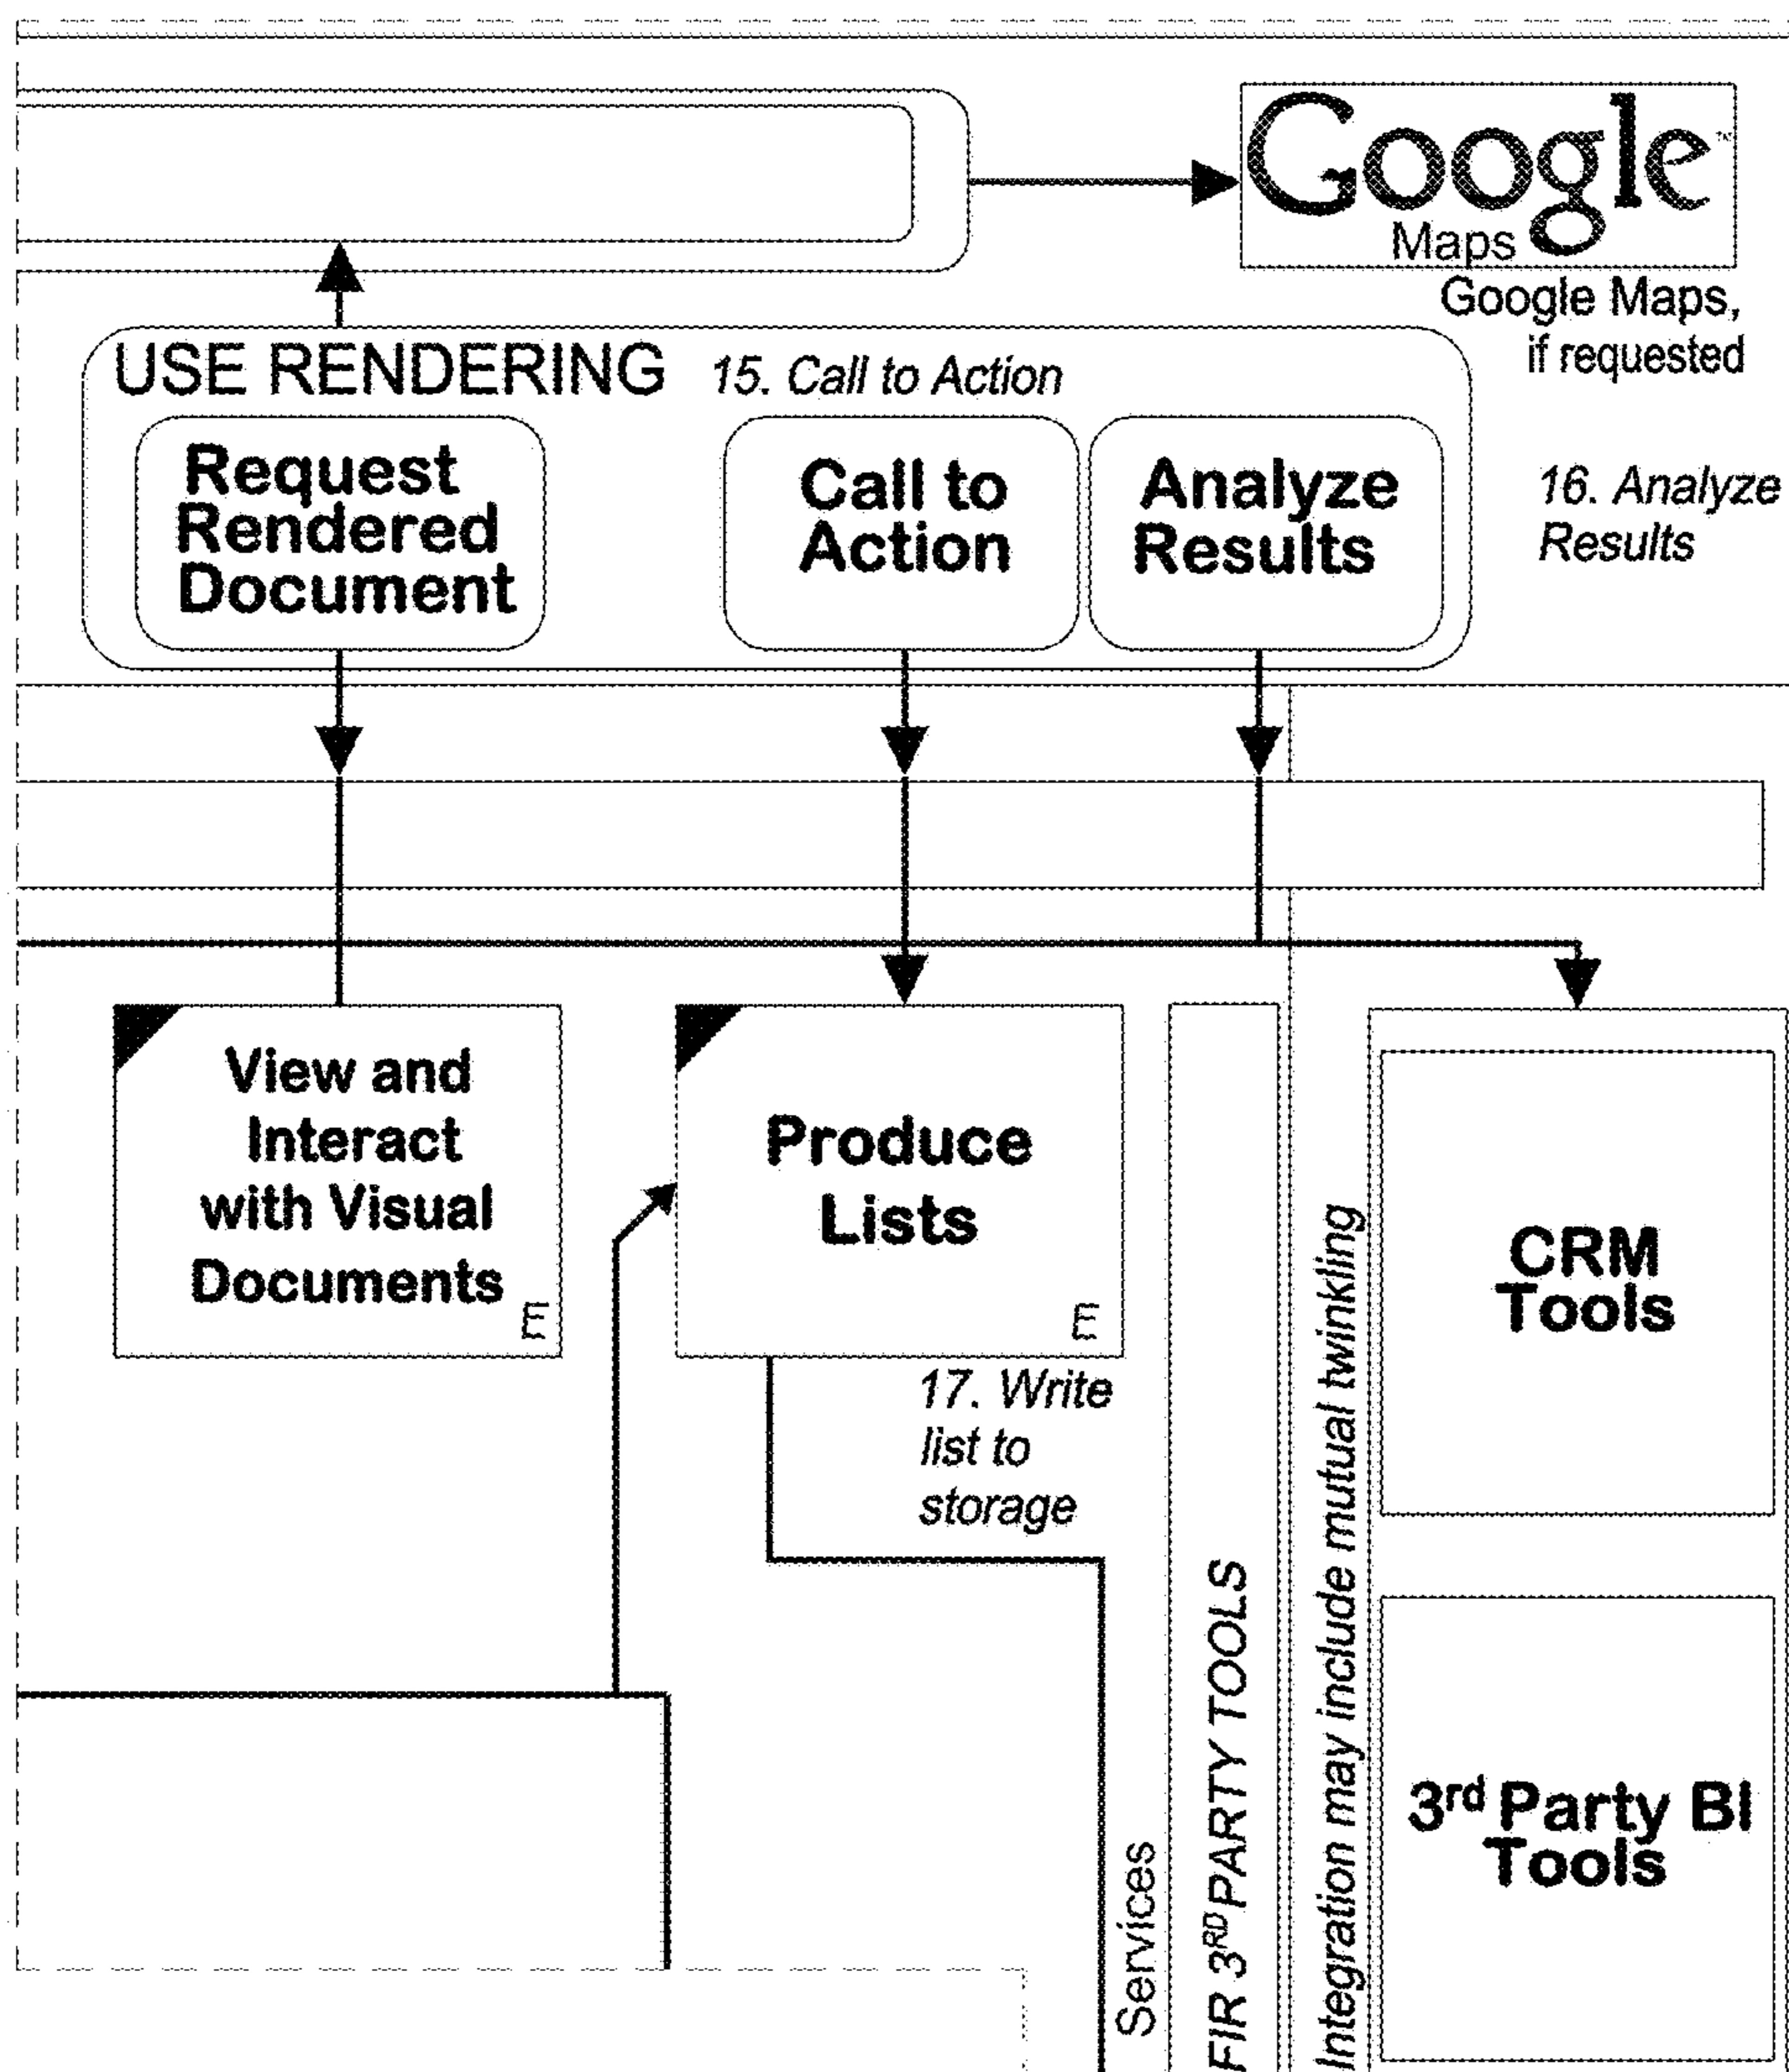 Google™
Maps
Google Maps,
if requested
USE RENDERING
15. Call to Action
Request
Rendered
Document
Call to
Action
Analyze
Results
16. Analyze
Results
View and
Interact
with Visual
Documents
E
Produce
Lists
E
17. Write
list to
storage
Services
FIR 3RD PARTY TOOLS
Integration may include mutual twinkling
CRM
Tools
3rd Party BI
Tools